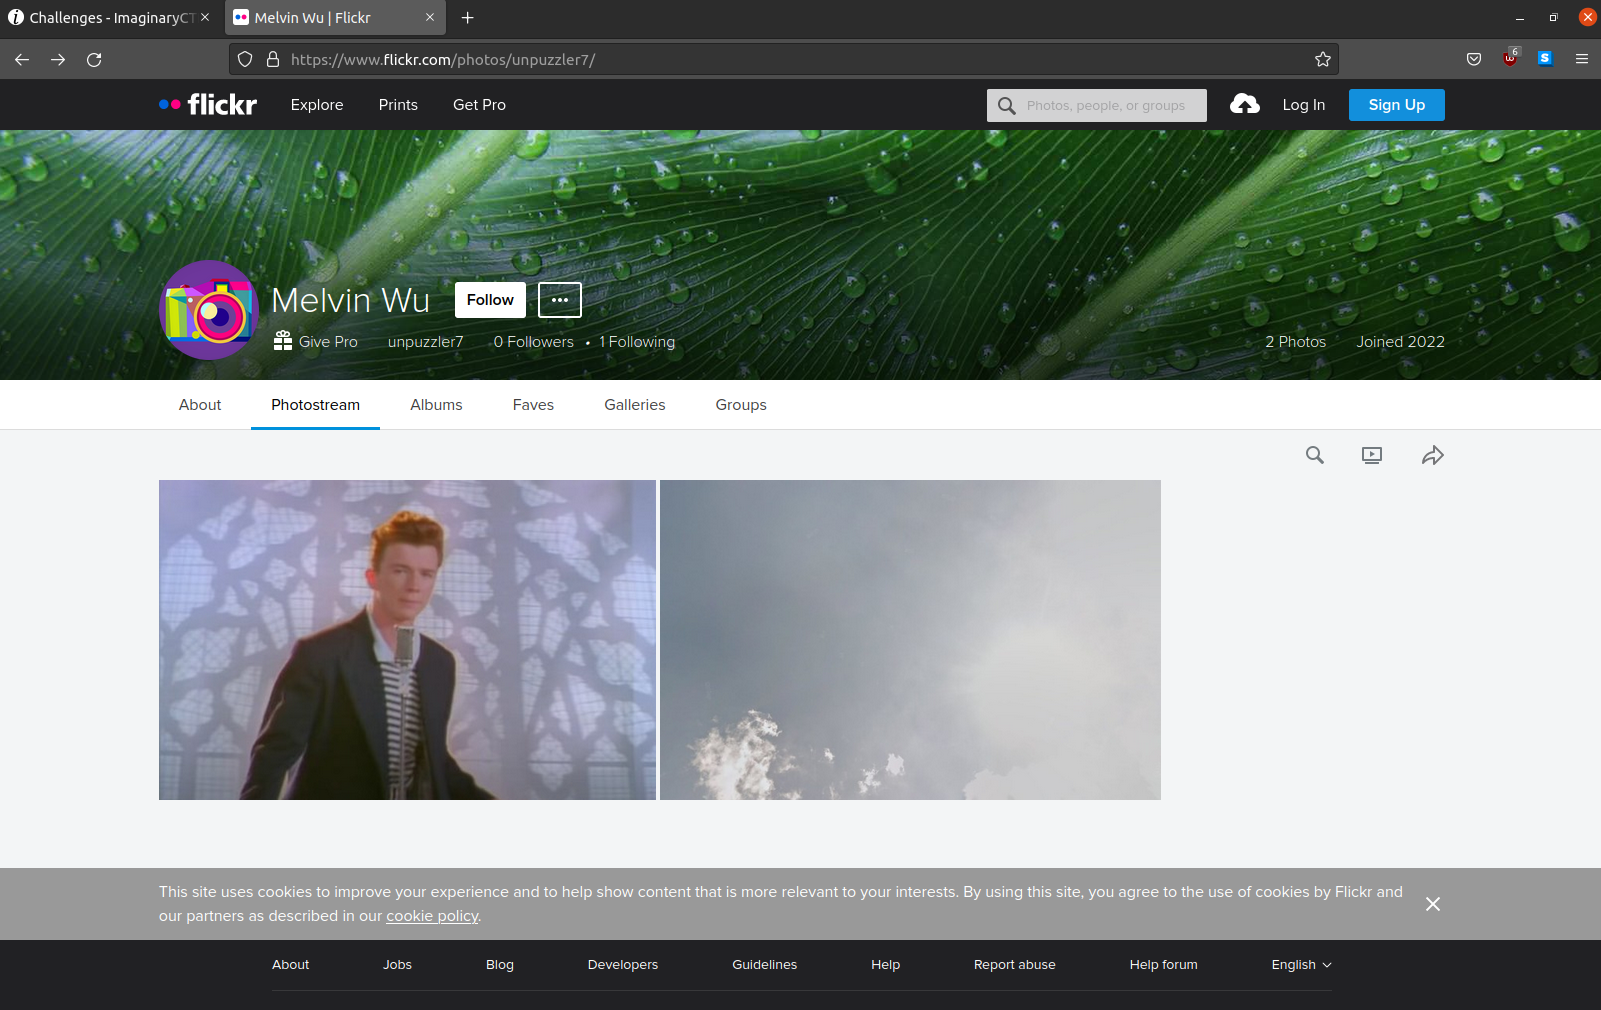 Challenges - ImaginaryCT
Melvin Wu | Flickr
https://www.flickr.com/photos/unpuzzler7/
6
S
flickr
Explore
Prints
Get Pro
Photos, people, or groups
Log In
Sign Up
Melvin Wu
Follow
Give Pro
unpuzzler7
0 Followers • 1 Following
2 Photos
Joined 2022
About
Photostream
Albums
Faves
Galleries
Groups
This site uses cookies to improve your experience and to help show content that is more relevant to your interests. By using this site, you agree to the use of cookies by Flickr and
our partners as described in our cookie policy.
About
Jobs
Blog
Developers
Guidelines
Help
Report abuse
Help forum
English